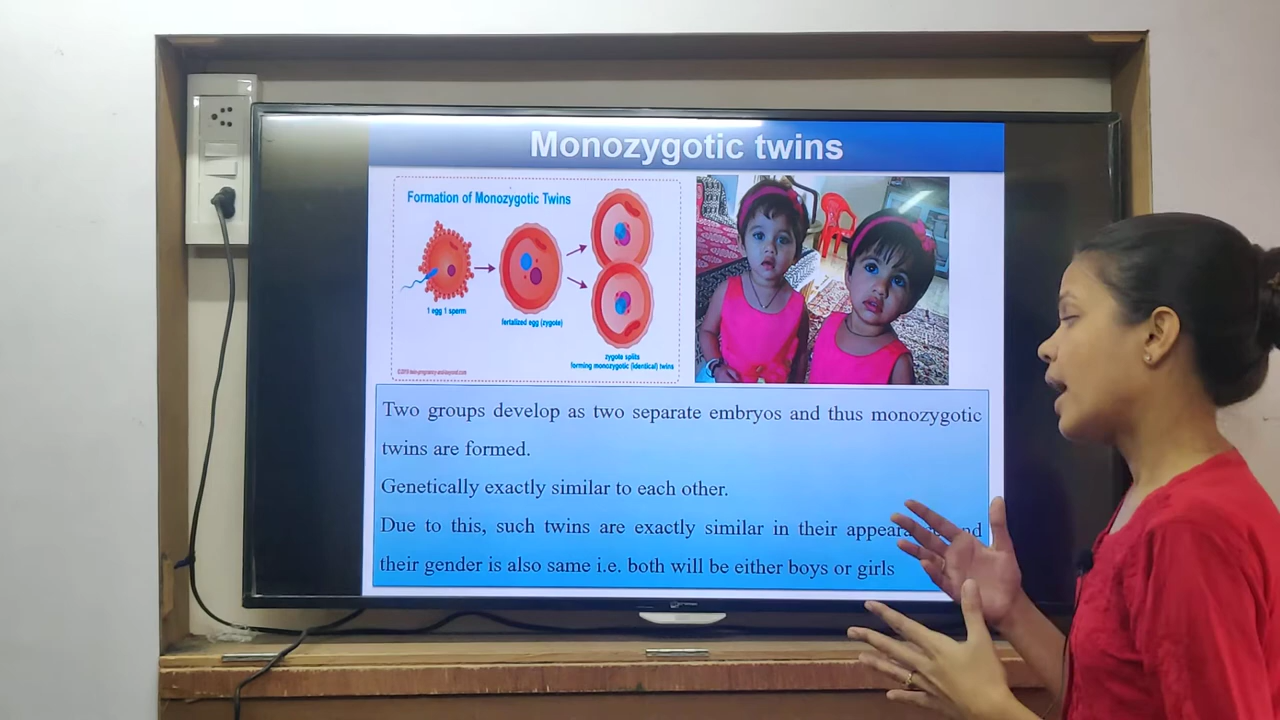 Monozygotic twins
Formation of Monozygotic Twins
1 egg 1 sperm
fertalized egg (zygote)
zygote splits
forming monozygotic (identical) twins
Two groups develop as two separate embryos and thus monozygotic
twins are formed.
Genetically exactly similar to each other.
Due to this, such twins are exactly similar in their
their gender is also same i.e. both will be either boys or girls